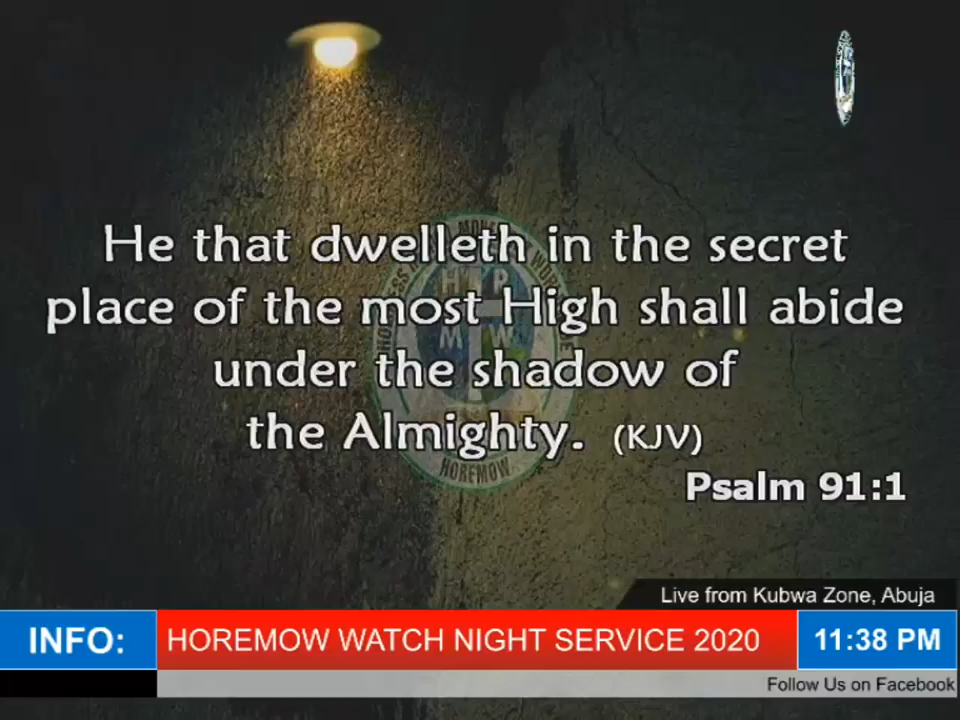 He that dwelleth in the secret
place of the most High shall abide
under the shadow of
the Almighty. (KJV)
Psalm 91:1
HOREMOW
Live from Kubwa Zone, Abuja
INFO:
HOREMOW WATCH NIGHT SERVICE 2020
11:38 PM
Follow Us on Facebook